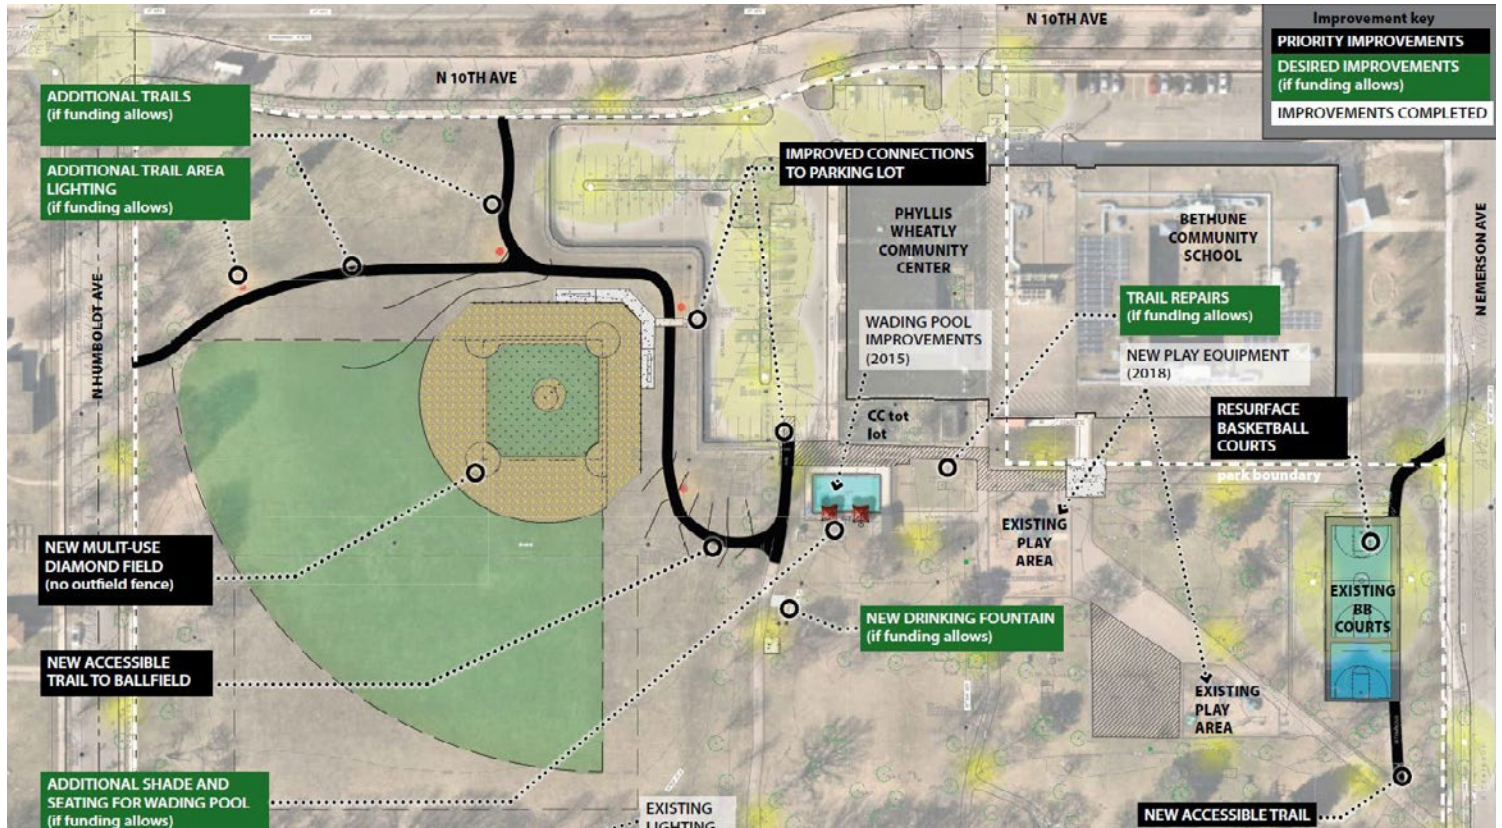 N 10TH AVE
N 10TH AVE
Improvement key
PRIORITY IMPROVEMENTS
DESIRED IMPROVEMENTS
(if funding allows)
IMPROVEMENTS COMPLETED
ADDITIONAL TRAILS
(if funding allows)
ADDITIONAL TRAIL AREA
LIGHTING
(if funding allows)
IMPROVED CONNECTIONS
TO PARKING LOT
PHYLLIS
WHEATLY
COMMUNITY
CENTER
BETHUNE
COMMUNITY
SCHOOL
N HUMBOLDT AVE
N EMERSON AVE
TRAIL REPAIRS
(if funding allows)
WADING POOL
IMPROVEMENTS
(2015)
NEW PLAY EQUIPMENT
(2018)
CC tot
lot
RESURFACE
BASKETBALL
COURTS
park boundary
EXISTING
PLAY
AREA
NEW MULIT-USE
DIAMOND FIELD
(no outfield fence)
EXISTING
BB
COURTS
NEW DRINKING FOUNTAIN
(if funding allows)
NEW ACCESSIBLE
TRAIL TO BALLFIELD
EXISTING
PLAY
AREA
ADDITIONAL SHADE AND
SEATING FOR WADING POOL
(if funding allows)
EXISTING
LIGHTING
NEW ACCESSIBLE TRAIL